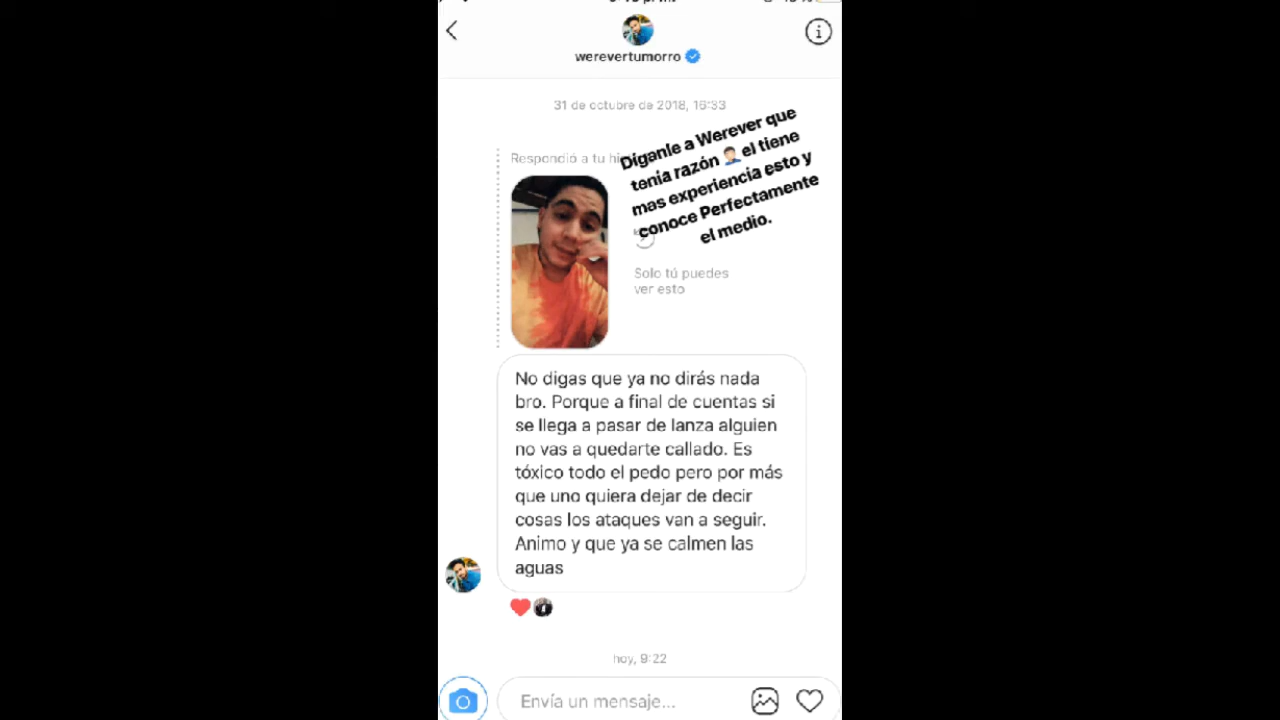 werevertumorro
31 de octubre de 2018, 16:33
Respondió a tu hi
Diganle a Werever que
tenia razón 🤦🏻‍♂️ el tiene
mas experiencia esto y
conoce Perfectamente
el medio.
Solo tú puedes
ver esto
No digas que ya no dirás nada
bro. Porque a final de cuentas si
se llega a pasar de lanza alguien
no vas a quedarte callado. Es
tóxico todo el pedo pero por más
que uno quiera dejar de decir
cosas los ataques van a seguir.
Animo y que ya se calmen las
aguas
hoy, 9:22
Envía un mensaje...